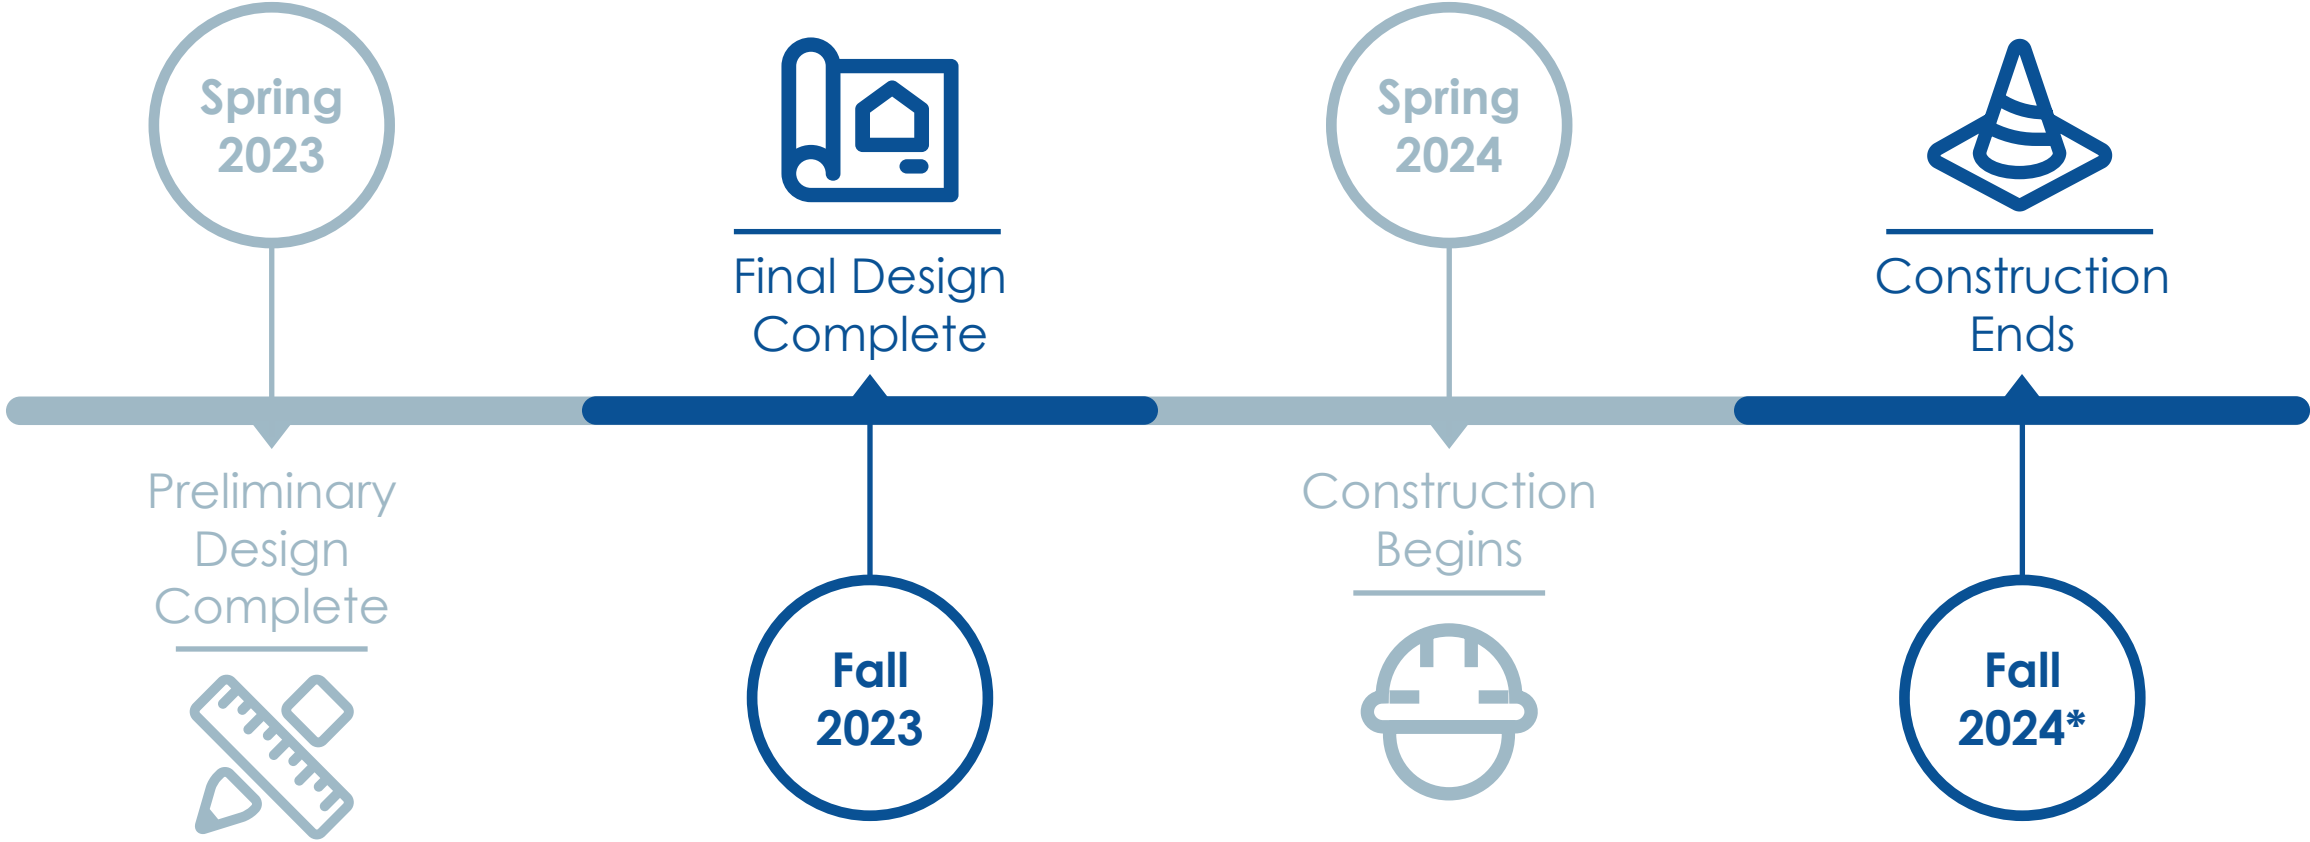 Spring
2023
Preliminary
Design
Complete
Final Design
Complete
Fall
2023
Spring
2024
Construction
Begins
Construction
Ends
Fall
2024*